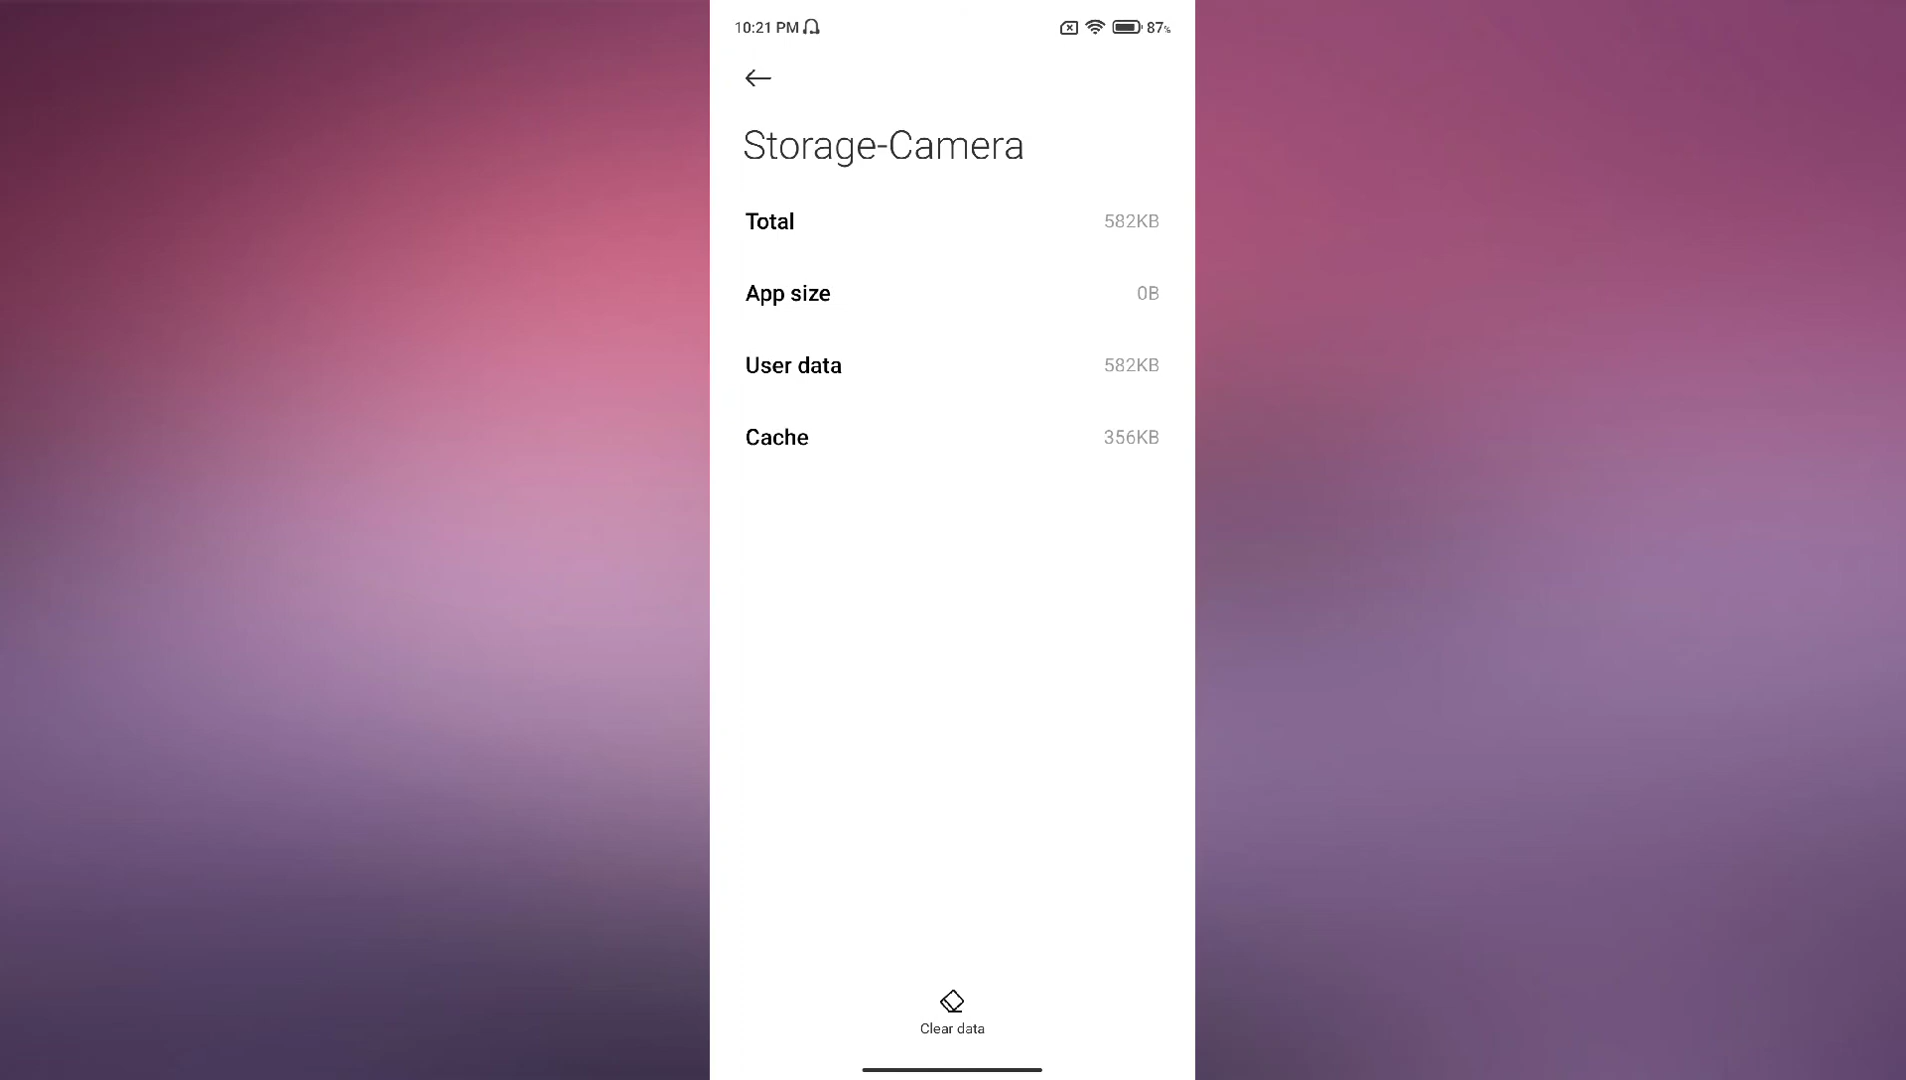 10:21 PM 87%
Storage-Camera
Total 582KB
App size 0B
User data 582KB
Cache 356KB
Clear data